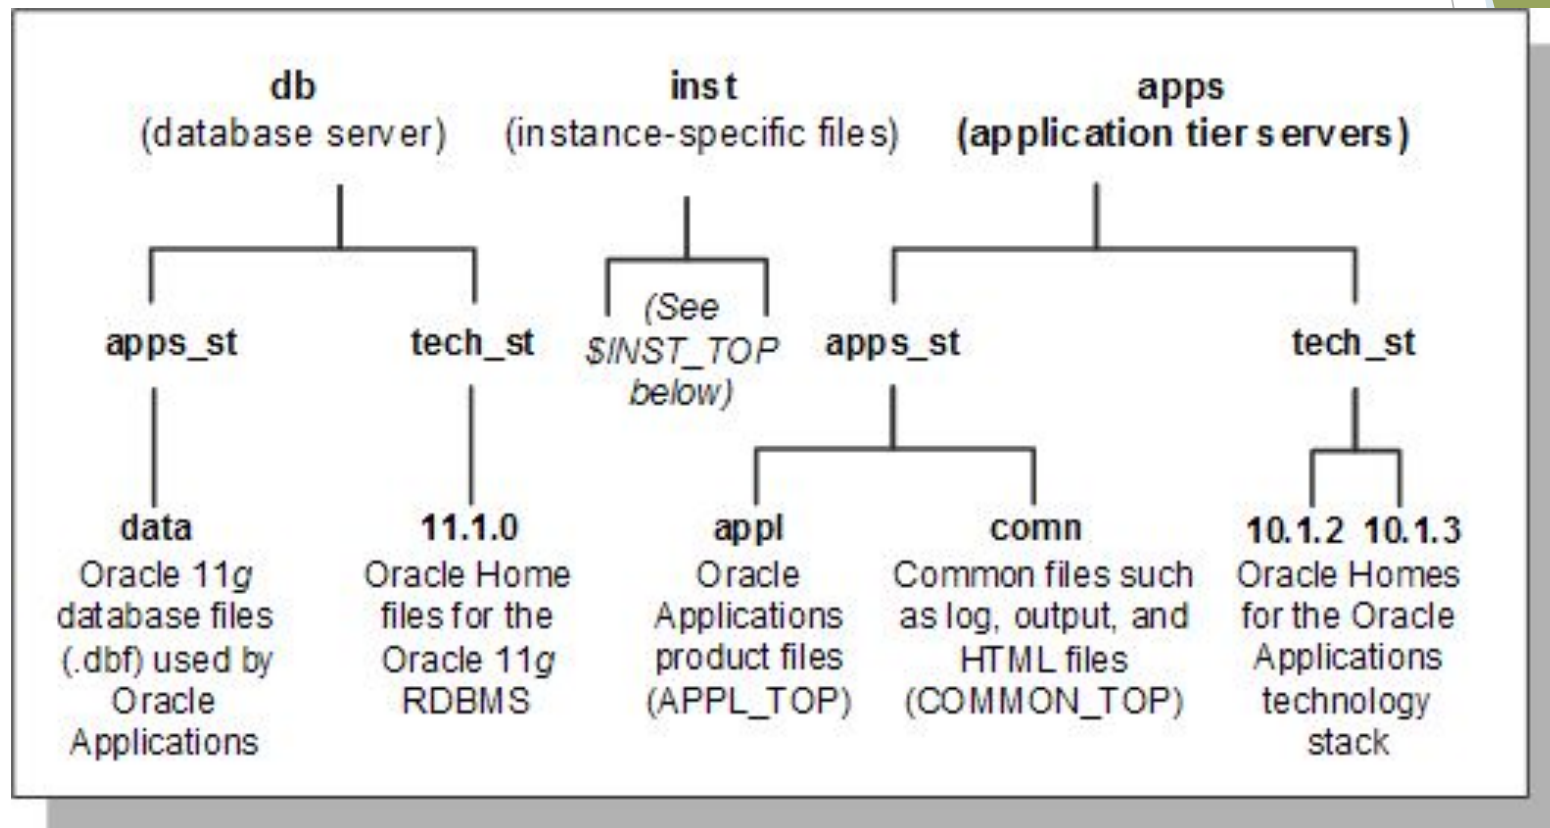 db
(database server)
inst
(instance-specific files)
apps
(application tier servers)
apps_st
tech_st
(See
$INST_TOP
below)
apps_st
tech_st
data
Oracle 11g
database files
(.dbf) used by
Oracle
Applications
11.1.0
Oracle Home
files for the
Oracle 11g
RDBMS
appl
Oracle
Applications
product files
(APPL_TOP)
comn
Common files such
as log, output, and
HTML files
(COMMON_TOP)
10.1.2 10.1.3
Oracle Homes
for the Oracle
Applications
technology
stack